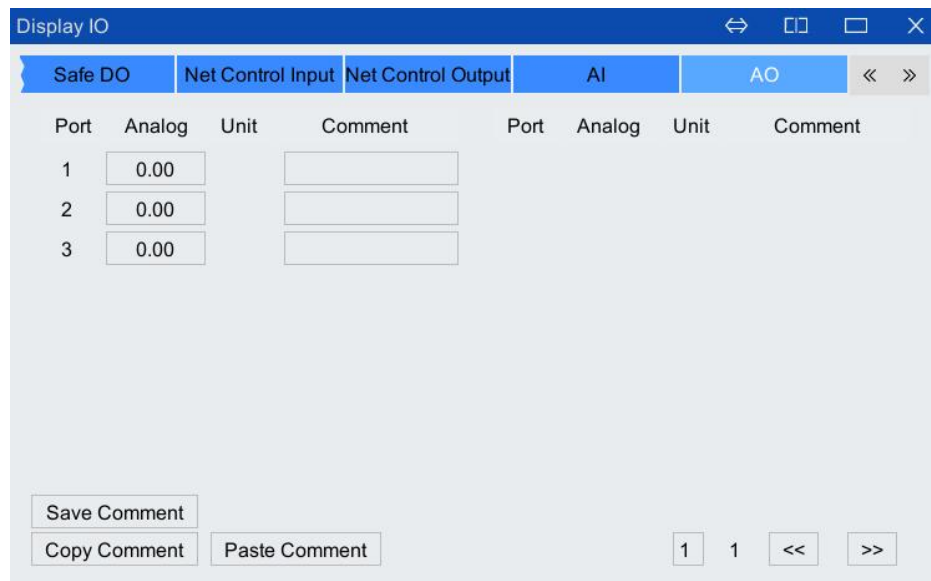 Display IO
Safe DO Net Control Input Net Control Output AI AO « »
Port Analog Unit Comment Port Analog Unit Comment
1 0.00
2 0.00
3 0.00
Save Comment
Copy Comment Paste Comment 1 1 << >>